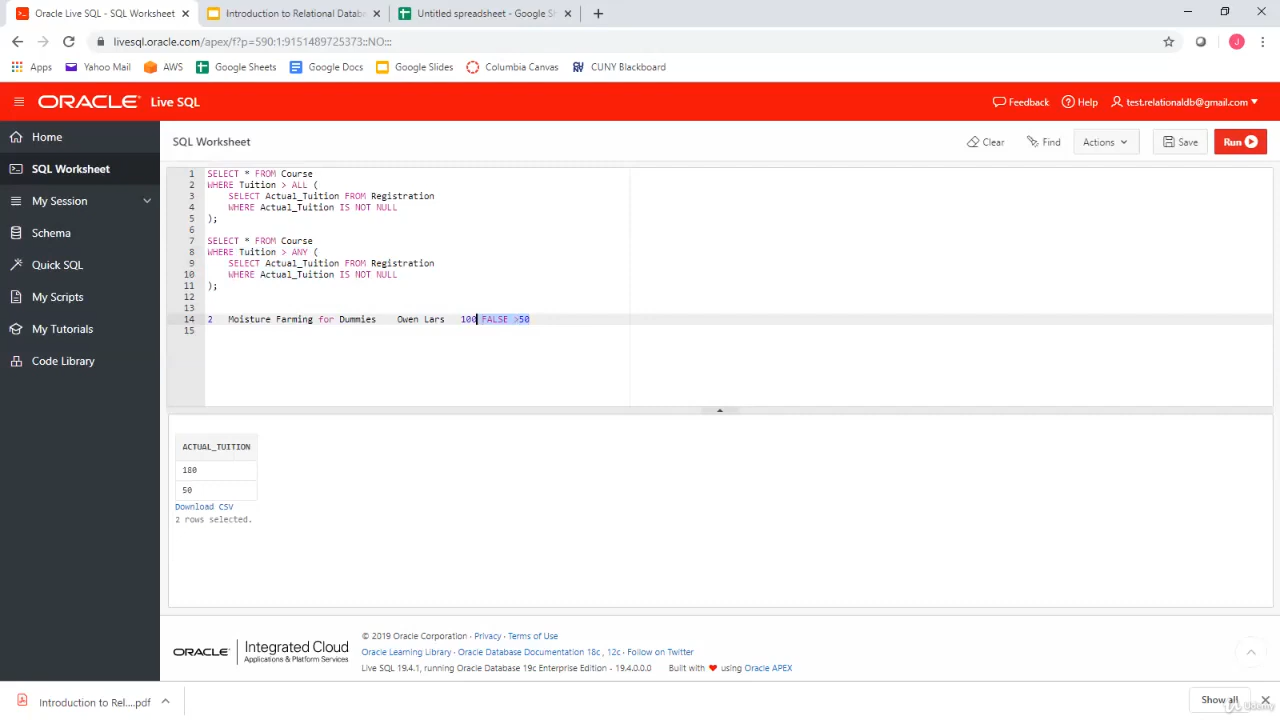 Oracle Live SQL - SQL Worksheet
Introduction to Relational Datab
Untitled spreadsheet - Google S
livesql.oracle.com/apex/f?p=590:1:9151489725373::NO:::
J
Apps Yahoo Mail AWS Google Sheets Google Docs Google Slides Columbia Canvas CUNY Blackboard
ORACLE Live SQL
Feedback Help test.relationaldb@gmail.com
Home
SQL Worksheet
My Session
Schema
Quick SQL
My Scripts
My Tutorials
Code Library
SQL Worksheet
Clear Find Actions Save Run
1 SELECT * FROM Course
2 WHERE Tuition > ALL (
3 SELECT Actual_Tuition FROM Registration
4 WHERE Actual_Tuition IS NOT NULL
5 );
6
7 SELECT * FROM Course
8 WHERE Tuition > ANY (
9 SELECT Actual_Tuition FROM Registration
10 WHERE Actual_Tuition IS NOT NULL
11 );
12
13
14 2 Moisture Farming for Dummies Owen Lars 100 FALSE >50
15
ACTUAL_TUITION
180
50
Download CSV
2 rows selected.
ORACLE Integrated Cloud
Applications & Platform Services
© 2019 Oracle Corporation · Privacy · Terms of Use
Oracle Learning Library · Oracle Database Documentation 18c , 12c · Follow on Twitter
Live SQL 19.4.1, running Oracle Database 19c Enterprise Edition - 19.4.0.0.0 Built with ❤ using Oracle APEX
Introduction to Rel....pdf
Show all
Udemy